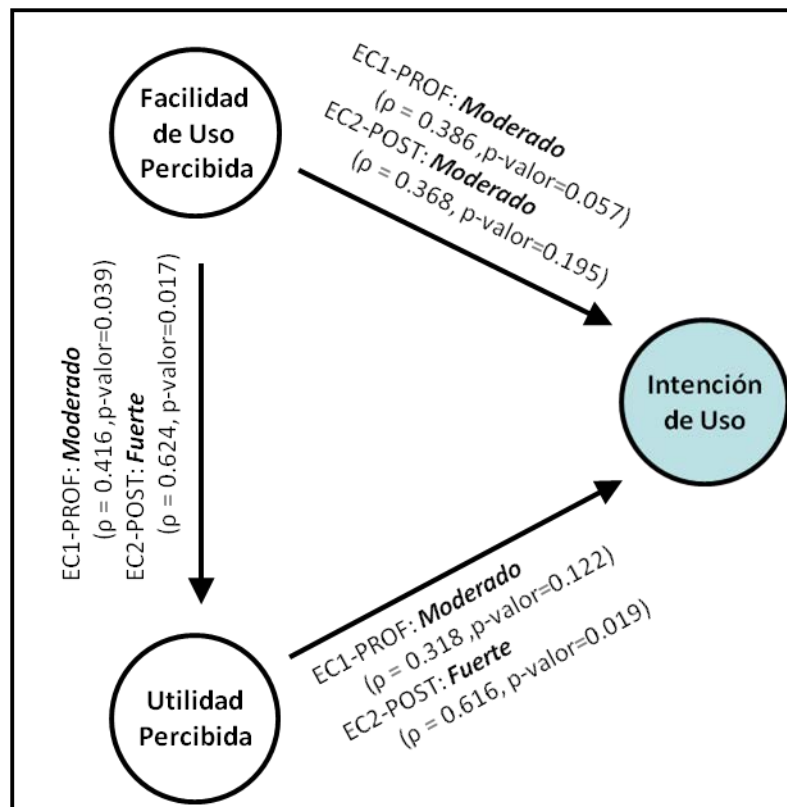 Facilidad
de Uso
Percibida
EC1-PROF: Moderado
(ρ = 0.386 ,p-valor=0.057)
EC2-POST: Moderado
(ρ = 0.368, p-valor=0.195)
EC1-PROF: Moderado
(ρ = 0.416 ,p-valor=0.039)
EC2-POST: Fuerte
(ρ = 0.624, p-valor=0.017)
Intención
de Uso
EC1-PROF: Moderado
(ρ = 0.318 ,p-valor=0.122)
EC2-POST: Fuerte
(ρ = 0.616, p-valor=0.019)
Utilidad
Percibida